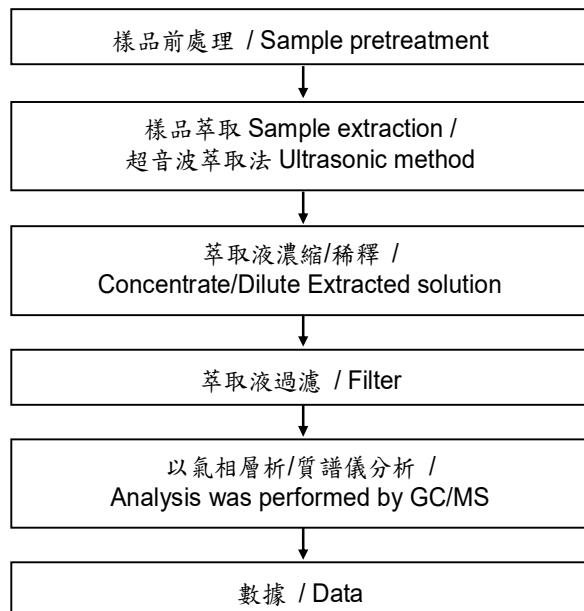 樣品前處理 / Sample pretreatment
樣品萃取 Sample extraction /
超音波萃取法 Ultrasonic method
萃取液濃縮/稀釋 /
Concentrate/Dilute Extracted solution
萃取液過濾 / Filter
以氣相層析/質譜儀分析 /
Analysis was performed by GC/MS
數據 / Data